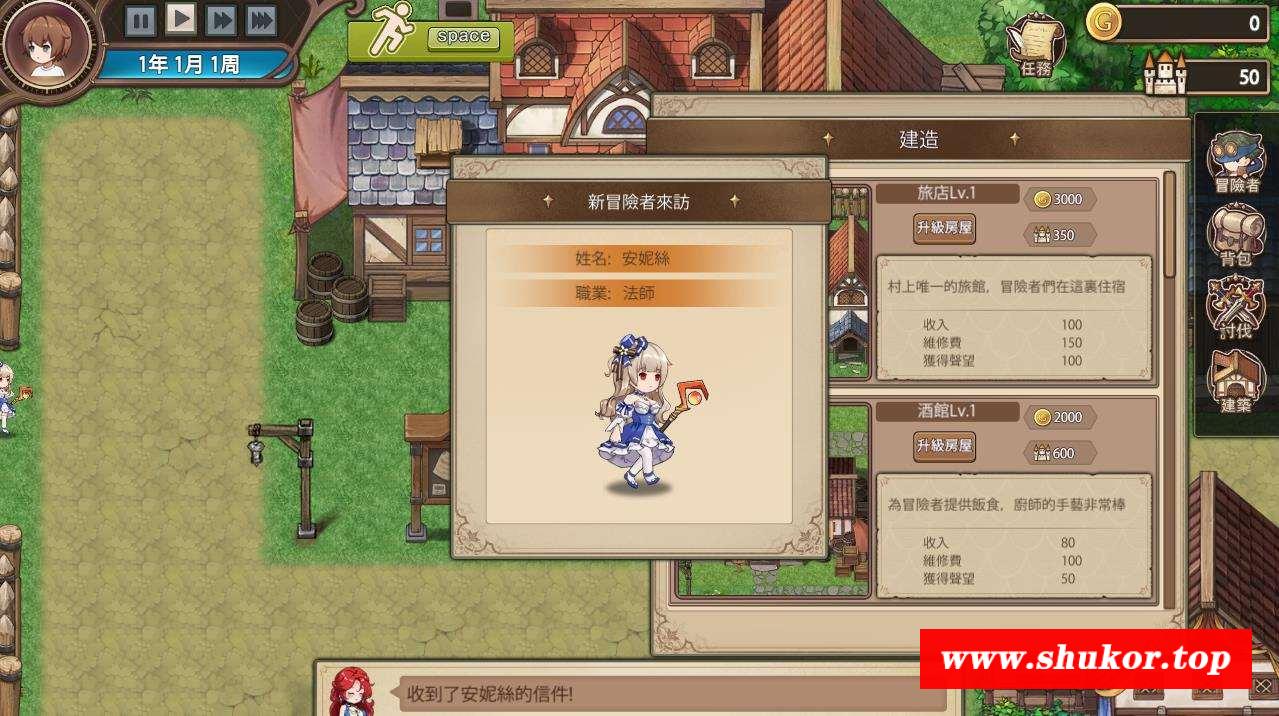 1年 1月 1周
space
任務
G
0
50
建造
新冒險者來訪
姓名: 安妮絲
職業: 法師
旅店Lv.1
3000
升級房屋
350
村上唯一的旅館, 冒險者們在這裏住宿
收入 100
維修費 150
獲得聲望 100
酒館Lv.1
2000
升級房屋
600
為冒險者提供飯食, 廚師的手藝非常棒
收入 80
維修費 100
獲得聲望 50
冒險者
背包
討伐
建築
收到了安妮絲的信件!
www.shukor.top